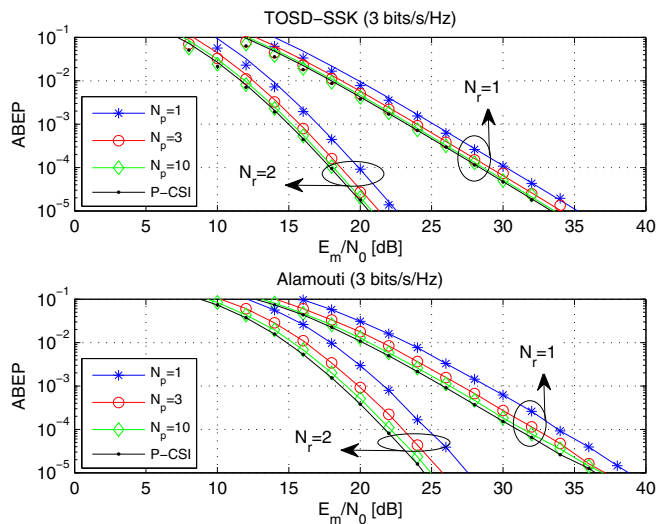 TOSD-SSK (3 bits/s/Hz)
10^-1
10^-2
10^-3
10^-4
10^-5
ABEP
N_p=1
N_p=3
N_p=10
P-CSI
N_r=1
N_r=2
0 5 10 15 20 25 30 35 40
E_m/N_0 [dB]
Alamouti (3 bits/s/Hz)
10^-1
10^-2
10^-3
10^-4
10^-5
ABEP
N_p=1
N_p=3
N_p=10
P-CSI
N_r=1
N_r=2
0 5 10 15 20 25 30 35 40
E_m/N_0 [dB]